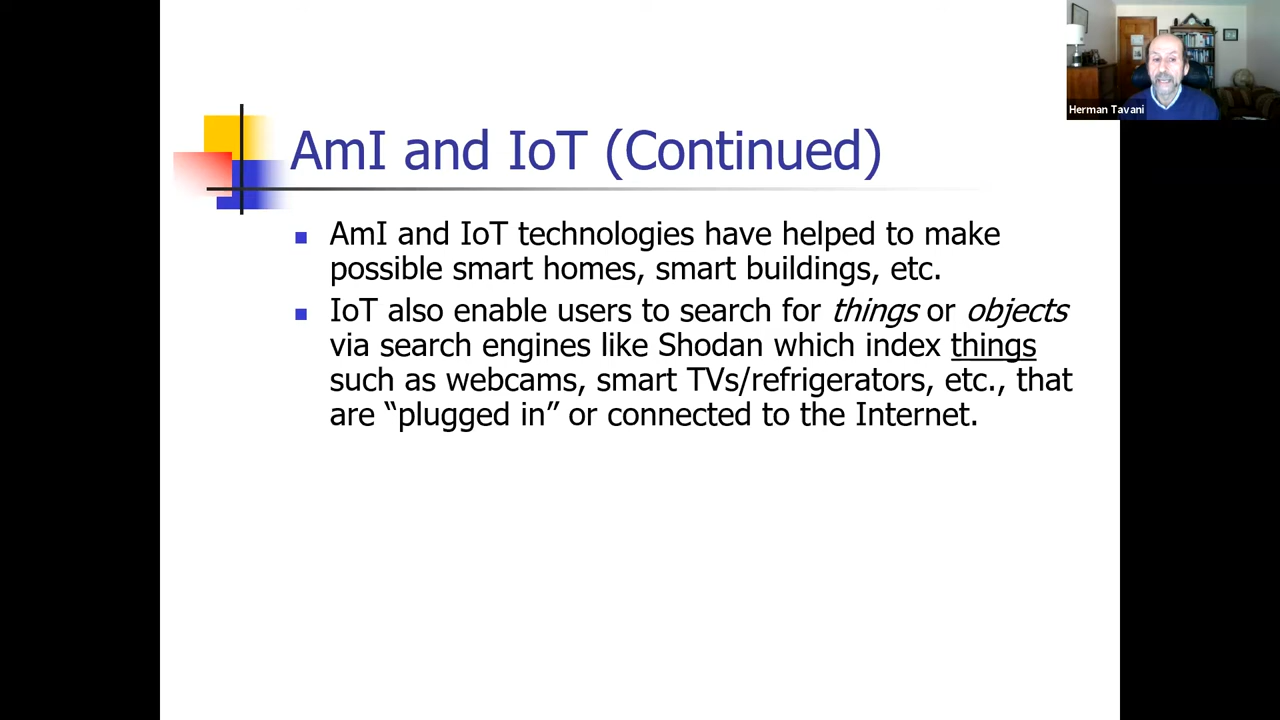 Herman Tavani
AmI and IoT (Continued)
AmI and IoT technologies have helped to make
possible smart homes, smart buildings, etc.
IoT also enable users to search for things or objects
via search engines like Shodan which index things
such as webcams, smart TVs/refrigerators, etc., that
are “plugged in” or connected to the Internet.